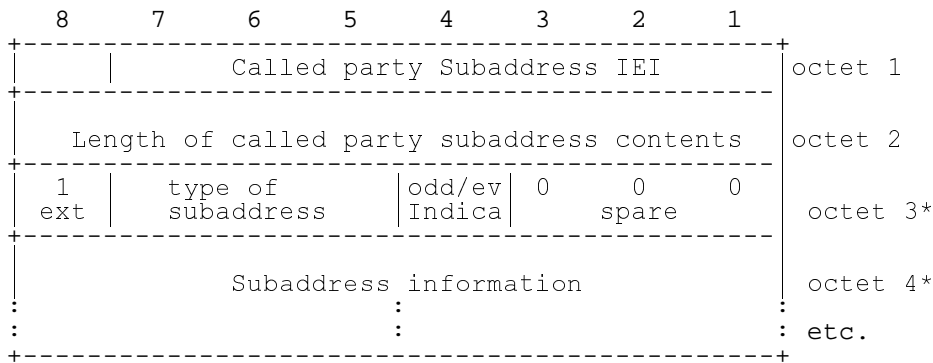 8 7 6 5 4 3 2 1
Called party Subaddress IEI octet 1
Length of called party subaddress contents octet 2
1 type of odd/ev 0 0 0
ext subaddress Indica spare octet 3*
Subaddress information octet 4*
: : :
: : : etc.